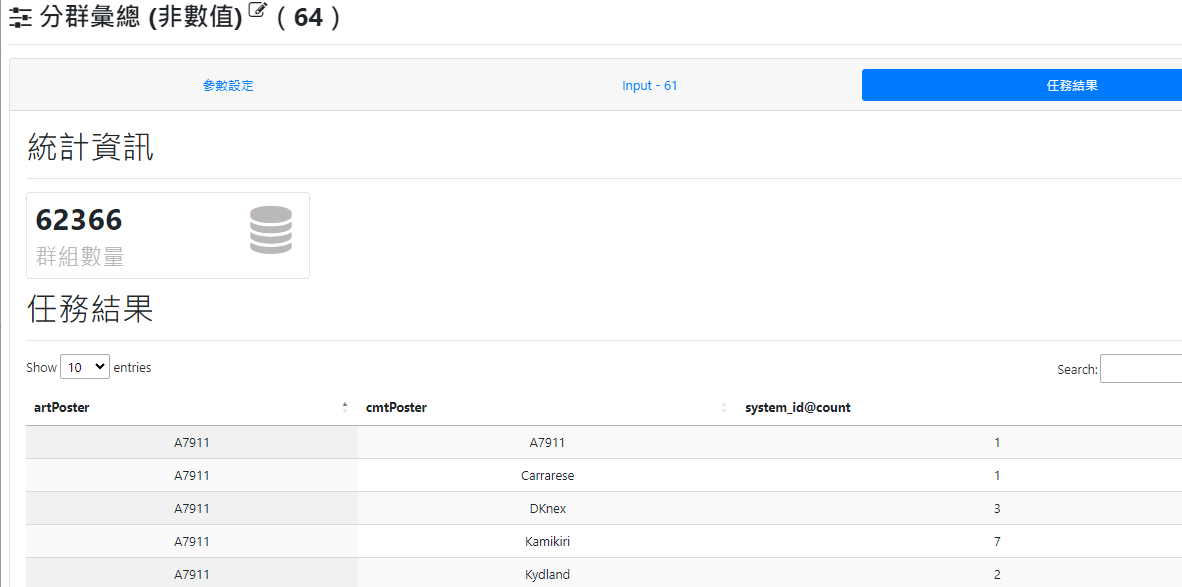 分群彙總 (非數值) ( 64 )
參數設定 Input - 61 任務結果
統計資訊
62366
群組數量
任務結果
Show 10 entries Search:
artPoster cmtPoster system_id@count
A7911 A7911 1
A7911 Carrarese 1
A7911 DKnex 3
A7911 Kamikiri 7
A7911 Kydland 2